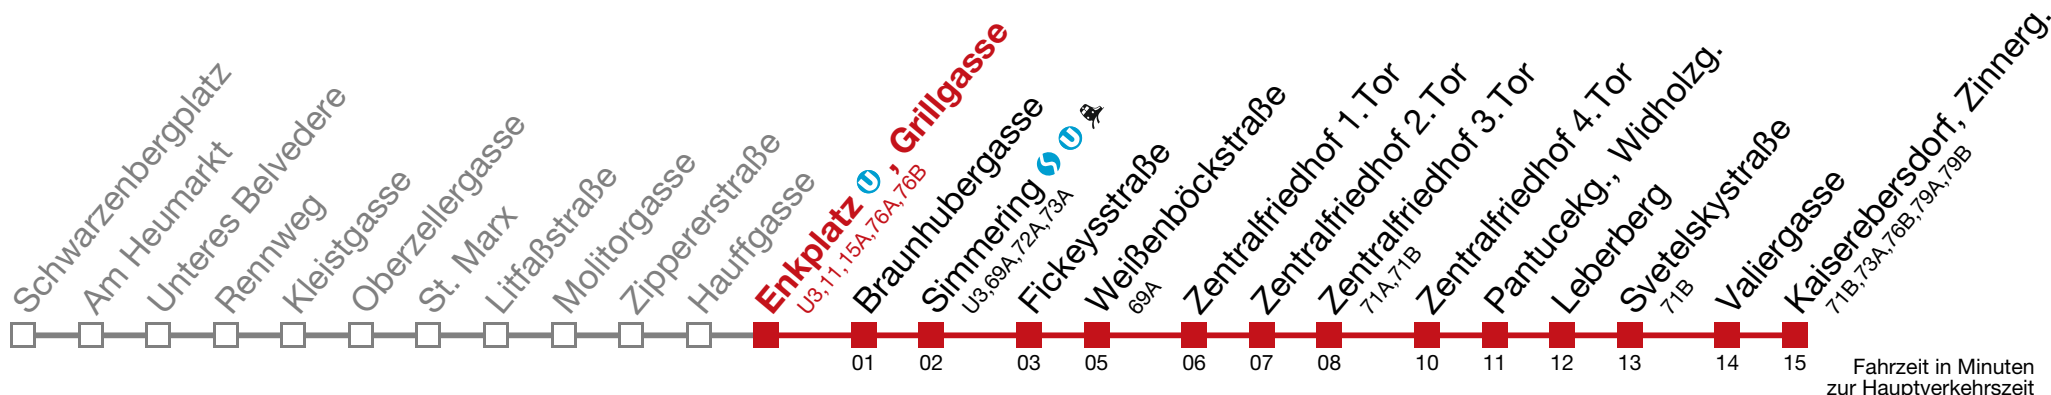 Schwarzenbergplatz
Am Heumarkt
Unteres Belvedere
Rennweg
Kleistgasse
Oberzellergasse
St. Marx
Litfaßstraße
Molitorgasse
Zippererstraße
Hauffgasse
Enkplatz U, Grillgasse
U3,11,15A,76A,76B
Braunhubergasse
Simmering S U
U3,69A,72A,73A
Fickeysstraße
Weißenböckstraße
69A
Zentralfriedhof 1.Tor
Zentralfriedhof 2.Tor
Zentralfriedhof 3.Tor
71A,71B
Zentralfriedhof 4.Tor
Pantucekg., Widholzg.
Leberberg
Svetelskystraße
71B
Valiergasse
Kaiserebersdorf, Zinnerg.
71B,73A,76B,79A,79B
01 02 03 05 06 07 08 10 11 12 13 14 15
Fahrzeit in Minuten
zur Hauptverkehrszeit